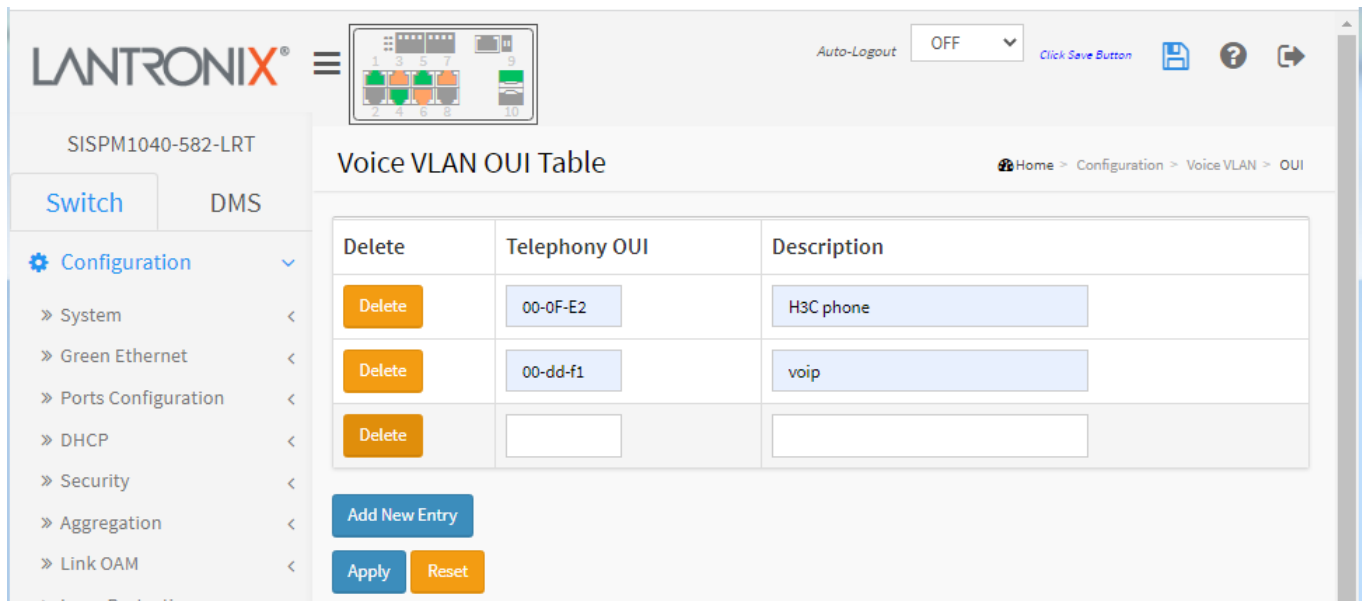 LANTRONIX®
1 3 5 7 9
2 4 6 8 10
Auto-Logout OFF Click Save Button
SISPM1040-582-LRT
Switch DMS
Configuration
» System
» Green Ethernet
» Ports Configuration
» DHCP
» Security
» Aggregation
» Link OAM
Voice VLAN OUI Table
Home > Configuration > Voice VLAN > OUI
Delete Telephony OUI Description
Delete 00-0F-E2 H3C phone
Delete 00-dd-f1 voip
Delete
Add New Entry
Apply Reset